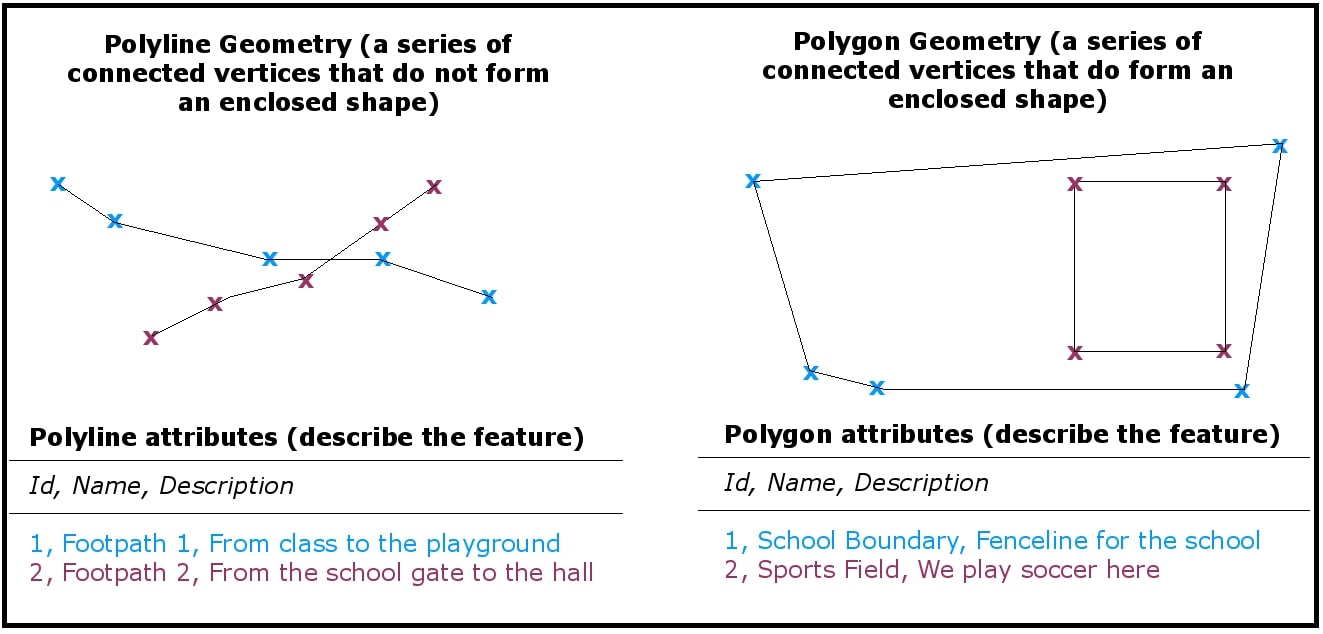 Polyline Geometry (a series of
connected vertices that do not form
an enclosed shape)
Polyline attributes (describe the feature)
Id, Name, Description
1, Footpath 1, From class to the playground
2, Footpath 2, From the school gate to the hall
Polygon Geometry (a series of
connected vertices that do form an
enclosed shape)
Polygon attributes (describe the feature)
Id, Name, Description
1, School Boundary, Fenceline for the school
2, Sports Field, We play soccer here